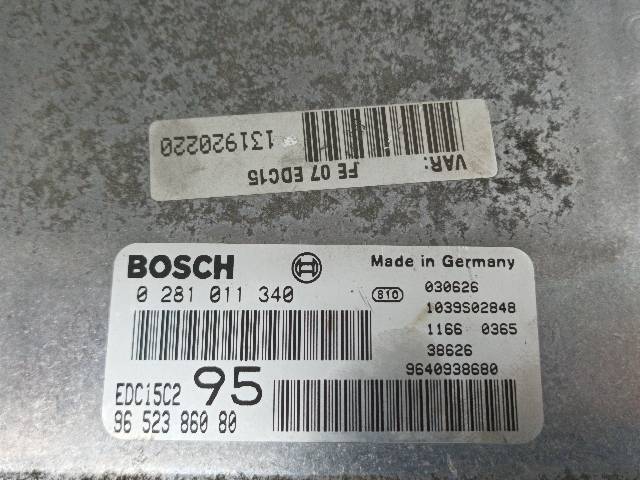 VAR:
FE 07 EDC15
131920220
BOSCH
Made in Germany
0 281 011 340
810
030626
1039S02848
1166 0365
38626
9640938680
EDC15C2 95
96 523 860 80